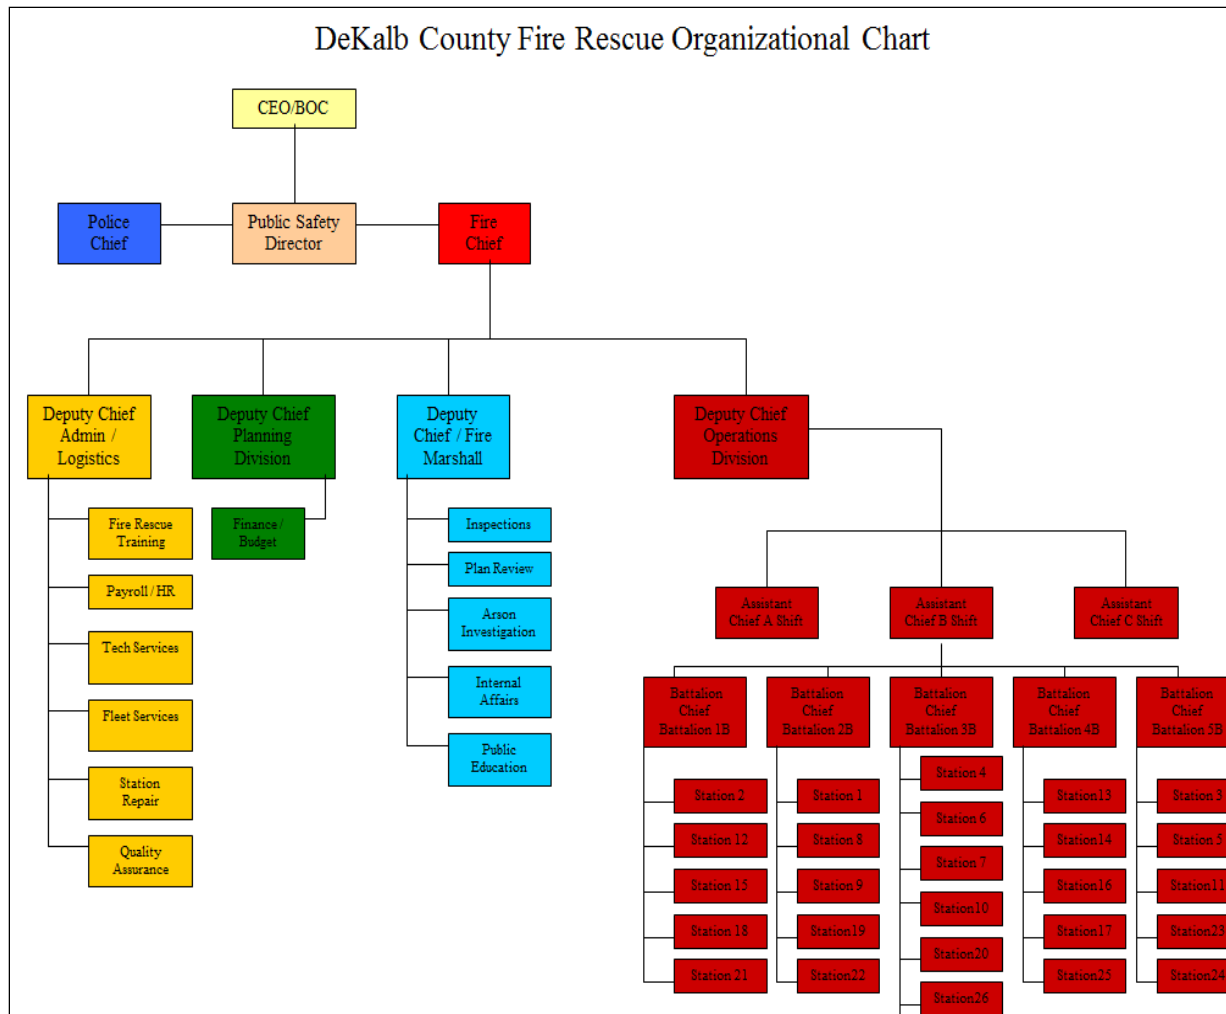 DeKalb County Fire Rescue Organizational Chart
CEO/BOC
Police
Chief
Public Safety
Director
Fire
Chief
Deputy Chief
Admin /
Logistics
Deputy Chief
Planning
Division
Deputy
Chief / Fire
Marshall
Deputy Chief
Operations
Division
Fire Rescue
Training
Payroll / HR
Tech Services
Fleet Services
Station
Repair
Quality
Assurance
Finance /
Budget
Inspections
Plan Review
Arson
Investigation
Internal
Affairs
Public
Education
Assistant
Chief A Shift
Assistant
Chief B Shift
Assistant
Chief C Shift
Battalion
Chief
Battalion 1B
Battalion
Chief
Battalion 2B
Battalion
Chief
Battalion 3B
Battalion
Chief
Battalion 4B
Battalion
Chief
Battalion 5B
Station 2
Station 12
Station 15
Station 18
Station 21
Station 1
Station 8
Station 9
Station19
Station22
Station 4
Station 6
Station 7
Station10
Station20
Station26
Station13
Station14
Station16
Station17
Station25
Station 3
Station 5
Station11
Station23
Station24